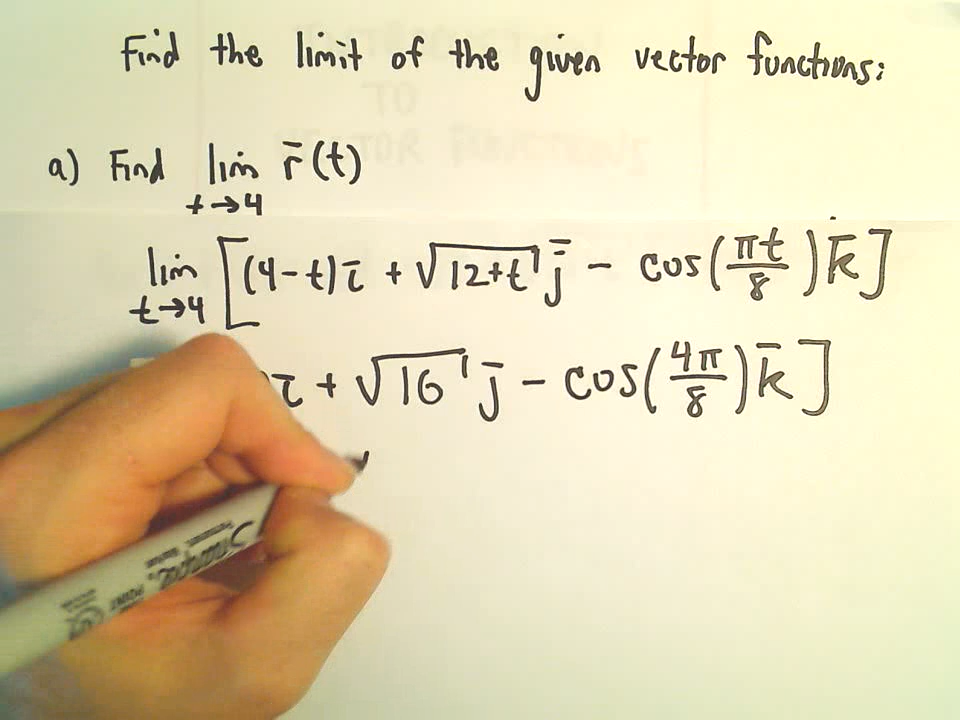 Find the limit of the given vector functions:
a) Find lim r̄(t)
t→4
lim [(4-t)ī + √(12+t) j̄ - cos(πt/8) k̄]
t→4
)ī + √16 j̄ - cos(4π/8) k̄]